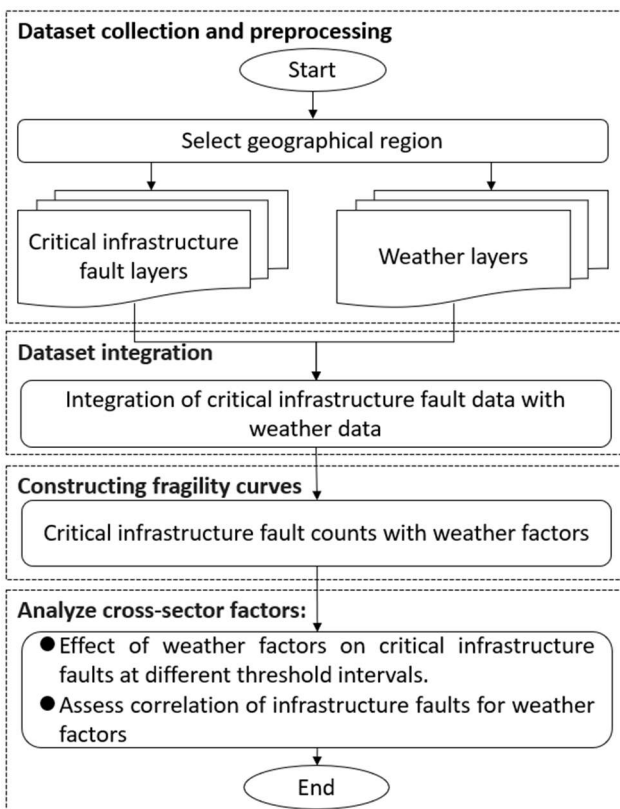 Dataset collection and preprocessing
Start
Select geographical region
Critical infrastructure
fault layers
Weather layers
Dataset integration
Integration of critical infrastructure fault data with
weather data
Constructing fragility curves
Critical infrastructure fault counts with weather factors
Analyze cross-sector factors:
● Effect of weather factors on critical infrastructure
faults at different threshold intervals.
● Assess correlation of infrastructure faults for weather
factors
End